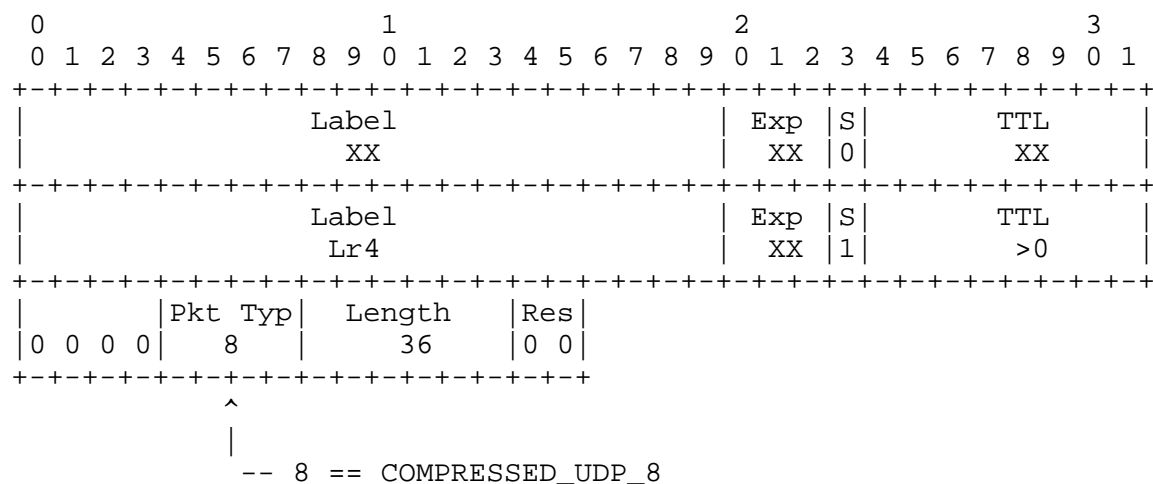 0                   1                   2                   3
 0 1 2 3 4 5 6 7 8 9 0 1 2 3 4 5 6 7 8 9 0 1 2 3 4 5 6 7 8 9 0 1
+-+-+-+-+-+-+-+-+-+-+-+-+-+-+-+-+-+-+-+-+-+-+-+-+-+-+-+-+-+-+-+-+
|                Label                  | Exp |S|      TTL      |
|                  XX                   |  XX |0|       XX      |
+-+-+-+-+-+-+-+-+-+-+-+-+-+-+-+-+-+-+-+-+-+-+-+-+-+-+-+-+-+-+-+-+
|                Label                  | Exp |S|      TTL      |
|                 Lr4                   |  XX |1|       >0      |
+-+-+-+-+-+-+-+-+-+-+-+-+-+-+-+-+-+-+-+-+-+-+-+-+-+-+-+-+-+-+-+-+
|       |Pkt Typ|  Length   |Res|
|0 0 0 0|   8   |     36    |0 0|
+-+-+-+-+-+-+-+-+-+-+-+-+-+-+-+-+
            ^
            |
             -- 8 == COMPRESSED_UDP_8